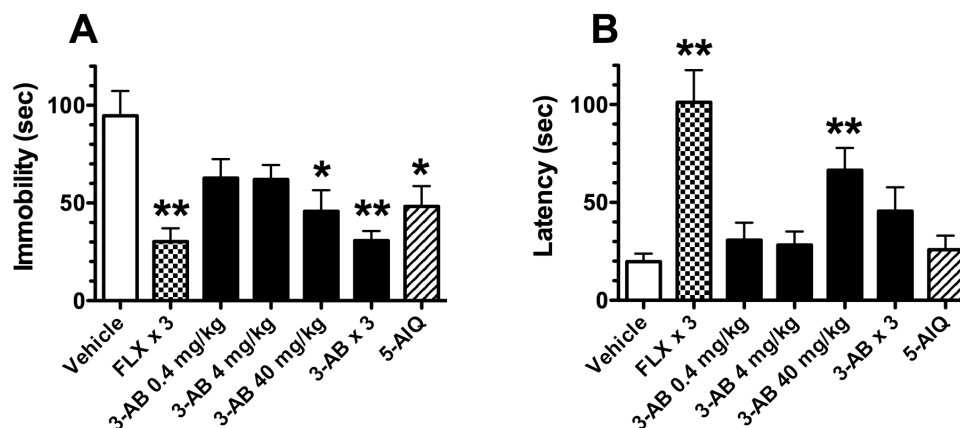 A
Immobility (sec)
100
50
0
**
*
**
*
Vehicle
FLX x 3
3-AB 0.4 mg/kg
3-AB 4 mg/kg
3-AB 40 mg/kg
3-AB x 3
5-AIQ
B
Latency (sec)
100
50
0
**
**
Vehicle
FLX x 3
3-AB 0.4 mg/kg
3-AB 4 mg/kg
3-AB 40 mg/kg
3-AB x 3
5-AIQ